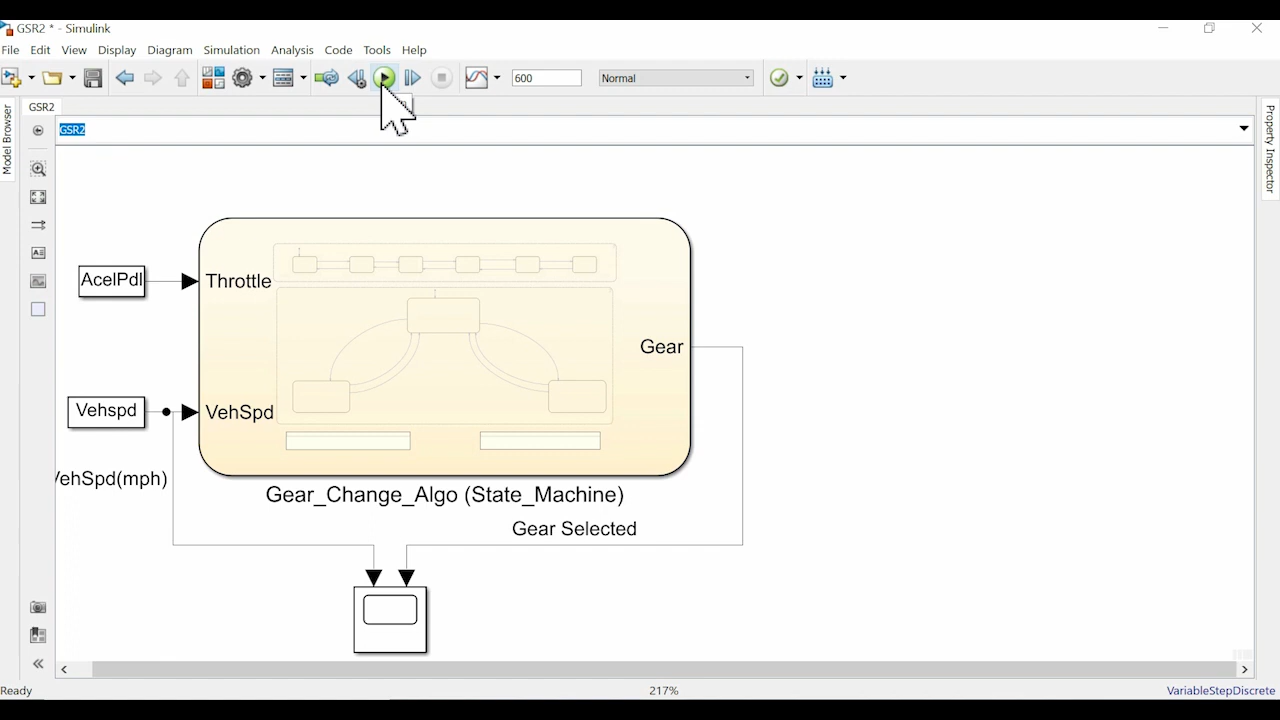 GSR2 * - Simulink
File Edit View Display Diagram Simulation Analysis Code Tools Help
600 Normal
GSR2
GSR2
Model Browser
Property Inspector
AcelPdl
Throttle
Gear
Vehspd
VehSpd
VehSpd(mph)
Gear_Change_Algo (State_Machine)
Gear Selected
Ready 217% VariableStepDiscrete